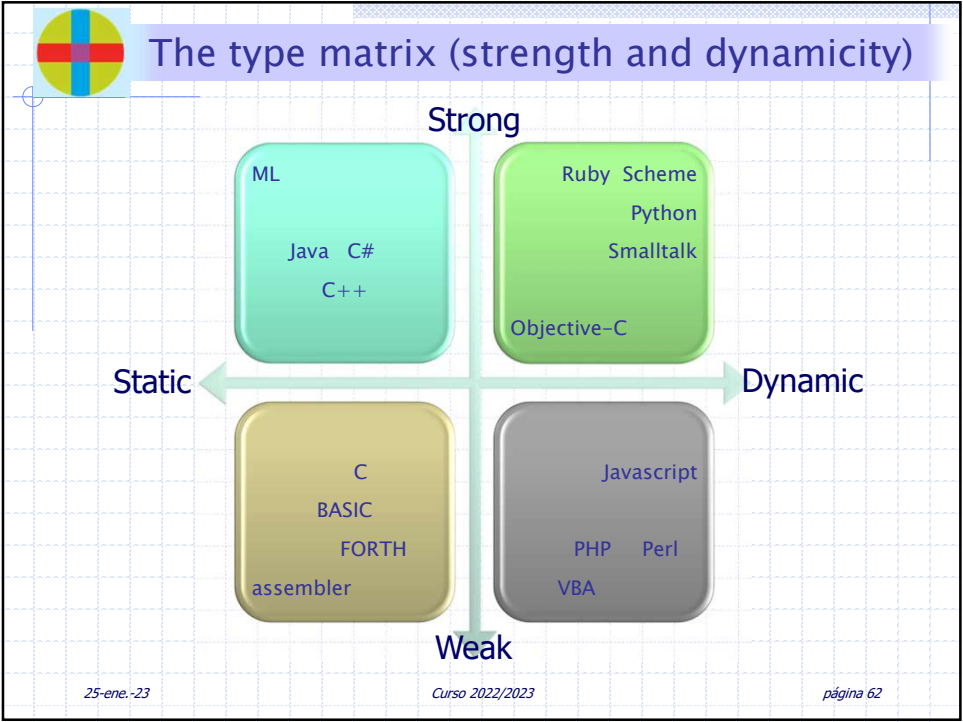 The type matrix (strength and dynamicity)
Strong
ML
Java C#
C++
Ruby Scheme
Python
Smalltalk
Objective-C
Static
Dynamic
C
BASIC
FORTH
assembler
Javascript
PHP Perl
VBA
Weak
25-ene.-23
Curso 2022/2023
página 62